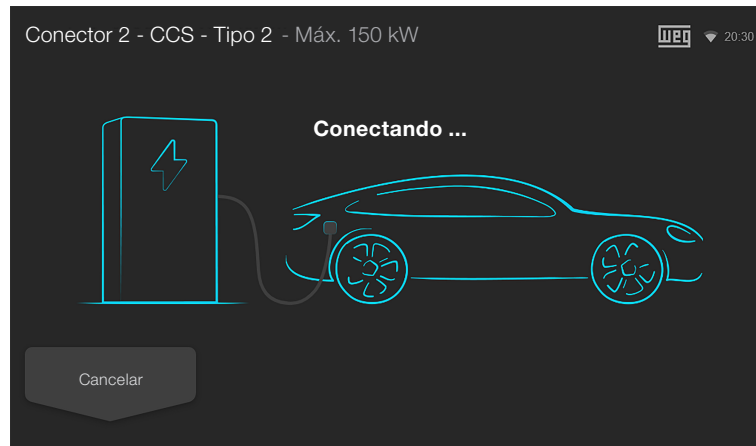 Conector 2 - CCS - Tipo 2 - Máx. 150 kW
WEG
20:30
Conectando ...
Cancelar